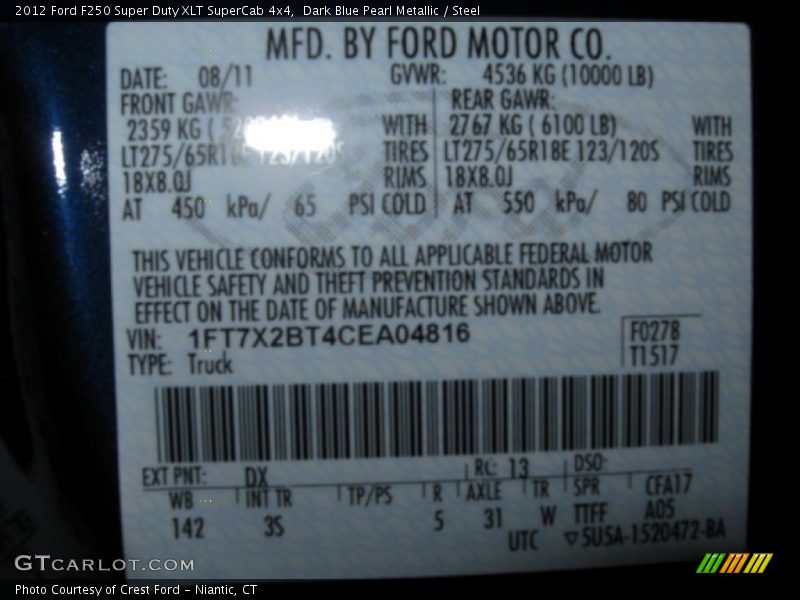 2012 Ford F250 Super Duty XLT SuperCab 4x4, Dark Blue Pearl Metallic / Steel
MFD. BY FORD MOTOR CO.
DATE: 08/11 GVWR: 4536 KG (10000 LB)
FRONT GAWR: REAR GAWR:
2359 KG ( WITH 2767 KG ( 6100 LB) WITH
LT275/65R18E 123/120S TIRES LT275/65R18E 123/120S TIRES
18X8.0J RIMS 18X8.0J RIMS
AT 450 kPa/ 65 PSI COLD AT 550 kPa/ 80 PSI COLD
THIS VEHICLE CONFORMS TO ALL APPLICABLE FEDERAL MOTOR
VEHICLE SAFETY AND THEFT PREVENTION STANDARDS IN
EFFECT ON THE DATE OF MANUFACTURE SHOWN ABOVE.
VIN: 1FT7X2BT4CEA04816 F0278
TYPE: Truck T1517
EXT PNT: DX RC: 13 DSO:
WB INT TR TP/PS R AXLE TR SPR CFA17
142 3S 5 31 W TTFF A05
UTC ▽5USA-1520472-BA
GTCARLOT.COM
Photo Courtesy of Crest Ford - Niantic, CT